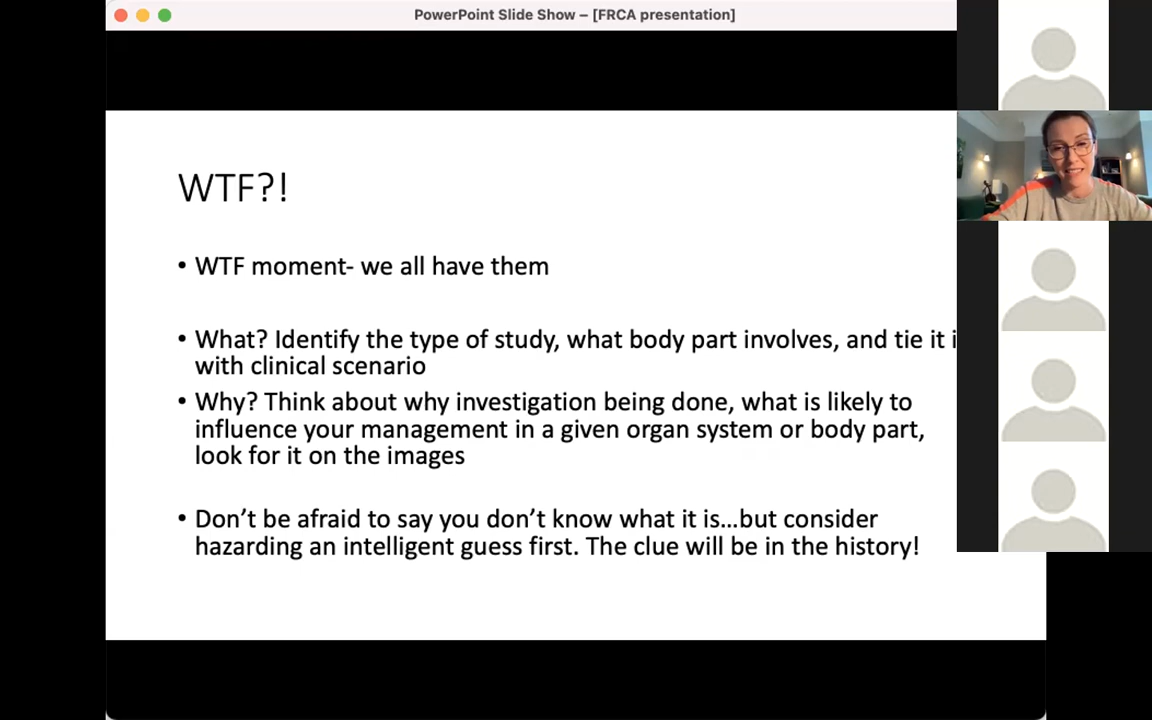 PowerPoint Slide Show – [FRCA presentation]
WTF?!
• WTF moment- we all have them
• What? Identify the type of study, what body part involves, and tie it i
with clinical scenario
• Why? Think about why investigation being done, what is likely to
influence your management in a given organ system or body part,
look for it on the images
• Don’t be afraid to say you don’t know what it is...but consider
hazarding an intelligent guess first. The clue will be in the history!